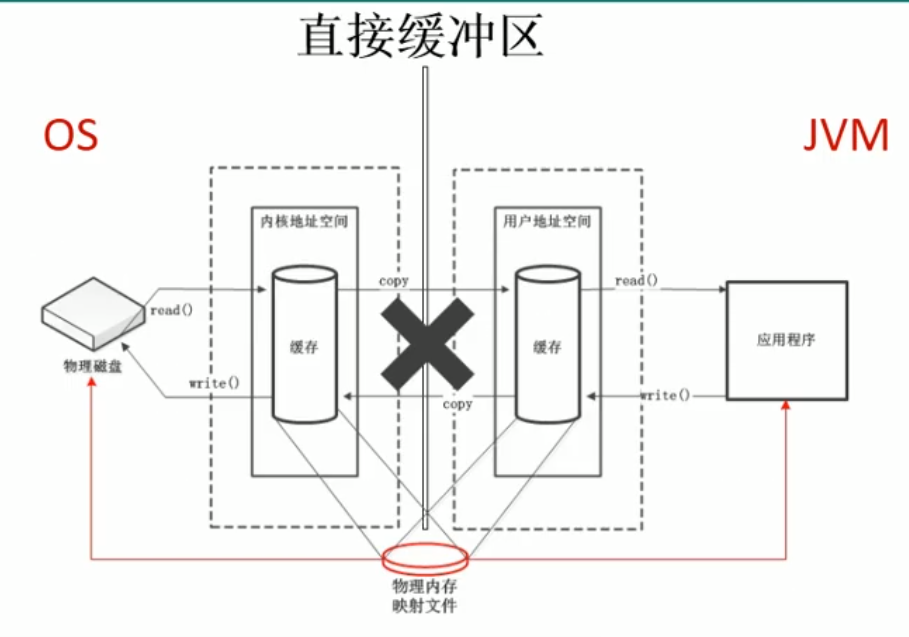 直接缓冲区
OS
JVM
内核地址空间
用户地址空间
copy
read()
read()
缓存
缓存
应用程序
物理磁盘
write()
write()
copy
物理内存
映射文件